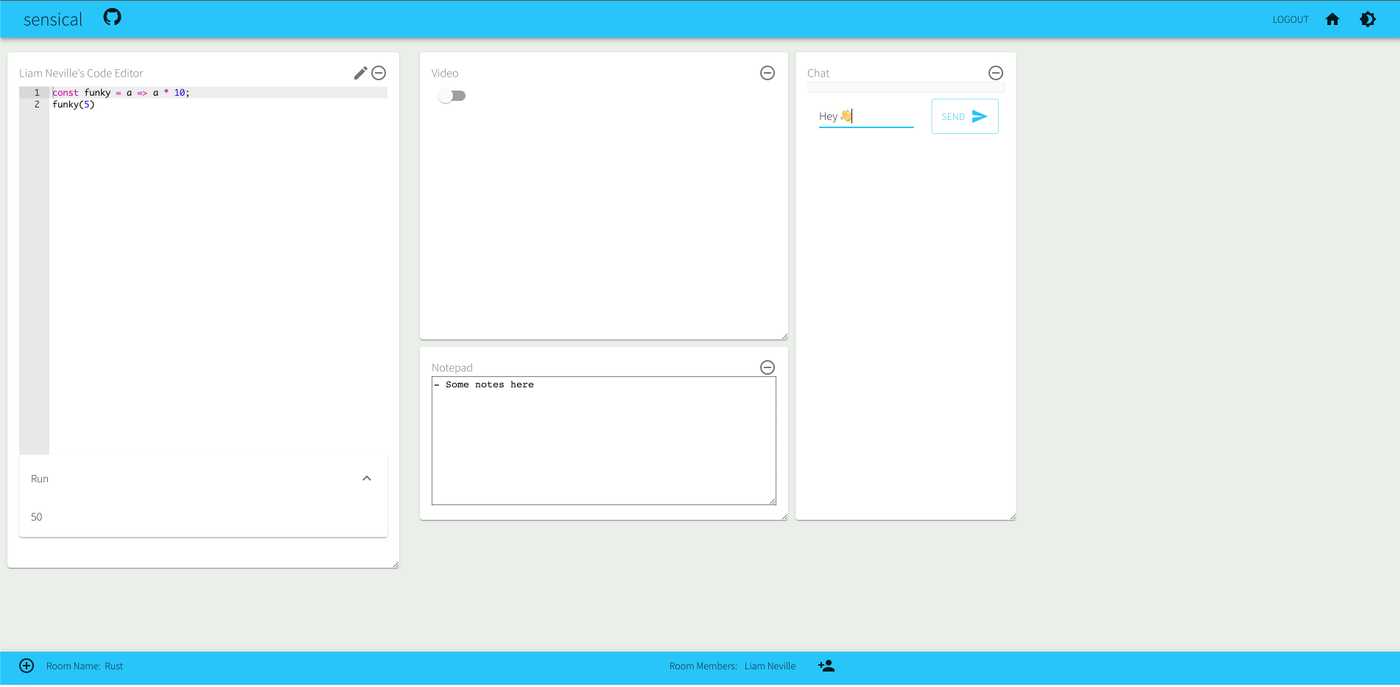 sensical
LOGOUT
Liam Neville's Code Editor
1 const funky = a => a * 10;
2 funky(5)
Run
50
Video
Notepad
- Some notes here
Chat
Hey 👋
SEND
Room Name: Rust
Room Members: Liam Neville